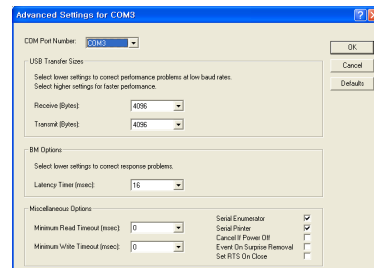 Advanced Settings for COM3
COM Port Number: COM3
OK
USB Transfer Sizes
Cancel
Select lower settings to correct performance problems at low baud rates.
Defaults
Select higher settings for faster performance.
Receive (Bytes): 4096
Transmit (Bytes): 4096
BM Options
Select lower settings to correct response problems.
Latency Timer (msec): 16
Miscellaneous Options
Minimum Read Timeout (msec): 0
Minimum Write Timeout (msec): 0
Serial Enumerator
Serial Printer
Cancel If Power Off
Event On Surprise Removal
Set RTS On Close